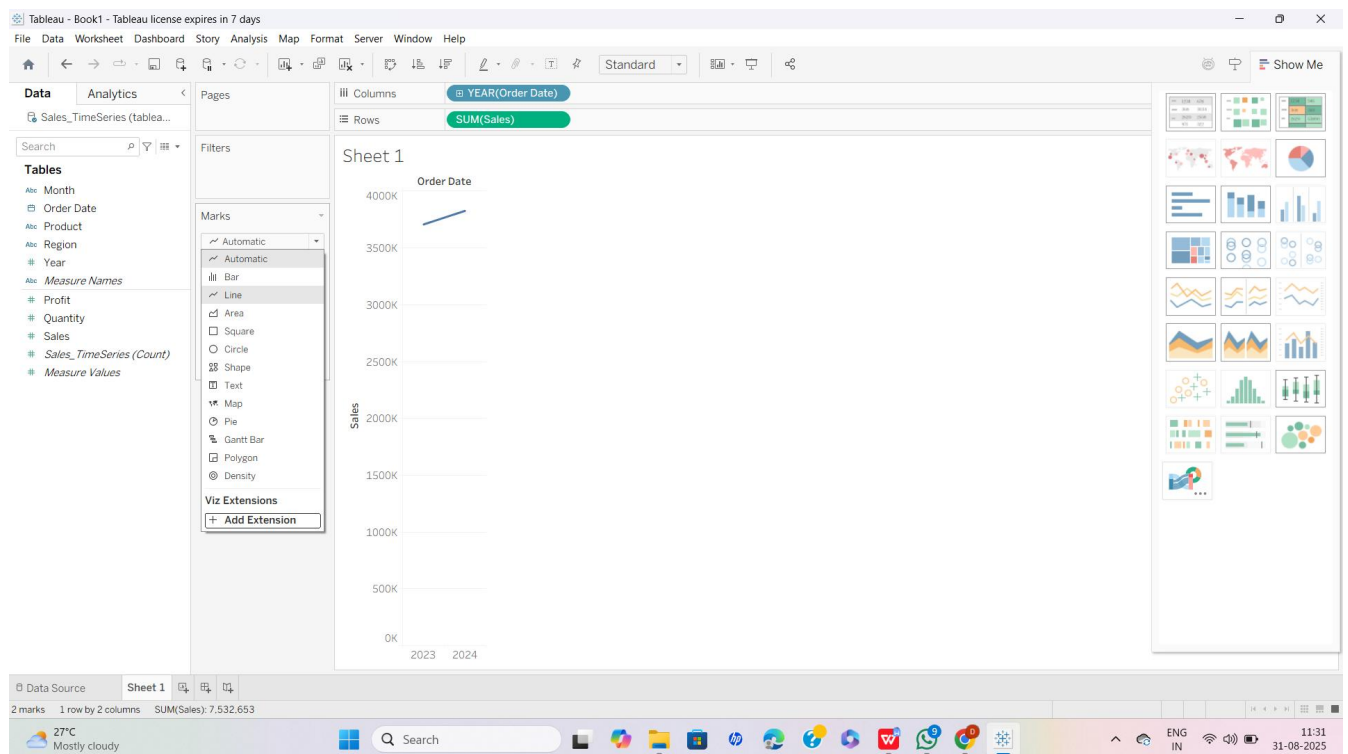 Tableau - Book1 - Tableau license expires in 7 days
File Data Worksheet Dashboard Story Analysis Map Format Server Window Help
Standard
Show Me
Data Analytics
Sales_TimeSeries (tablea...
Search
Tables
Abc Month
Order Date
Abc Product
Abc Region
# Year
Abc Measure Names
# Profit
# Quantity
# Sales
# Sales_TimeSeries (Count)
# Measure Values
Pages
Filters
Marks
Automatic
Automatic
Bar
Line
Area
Square
Circle
Shape
Text
Map
Pie
Gantt Bar
Polygon
Density
Viz Extensions
+ Add Extension
iii Columns YEAR(Order Date)
Rows SUM(Sales)
Sheet 1
Order Date
4000K
3500K
3000K
2500K
2000K
1500K
1000K
500K
0K
Sales
2023 2024
Data Source Sheet 1
2 marks 1 row by 2 columns SUM(Sales): 7,532,653
27°C
Mostly cloudy
Search
9
ENG
IN
11:31
31-08-2025